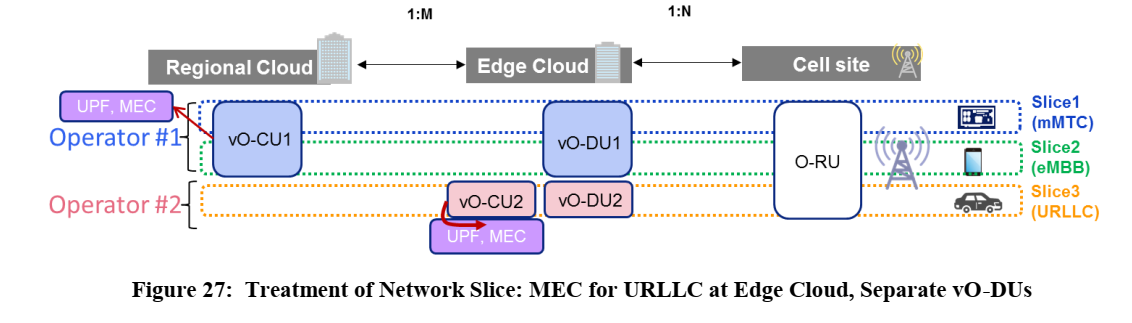 1:M
1:N
Regional Cloud
Edge Cloud
Cell site
UPF, MEC
Operator #1
vO-CU1
vO-DU1
O-RU
Slice1
(mMTC)
Slice2
(eMBB)
Operator #2
vO-CU2
vO-DU2
UPF, MEC
Slice3
(URLLC)
Figure 27:  Treatment of Network Slice: MEC for URLLC at Edge Cloud, Separate vO-DUs